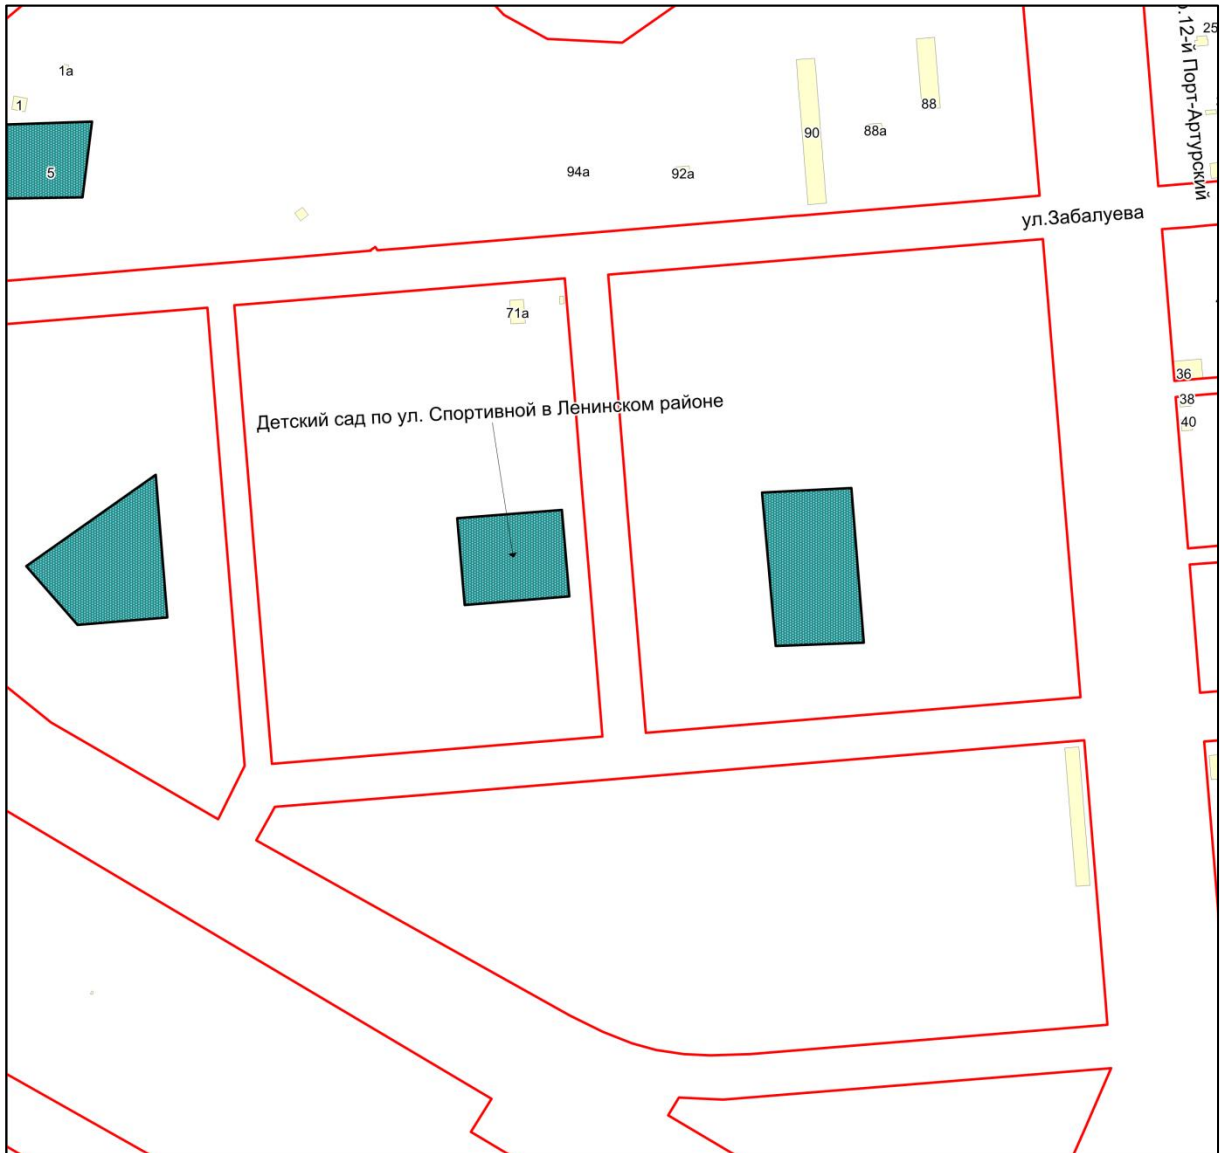 25
1а
1
88
90
88а
5
94а
92а
.12-й Порт-Артурский
ул.Забалуева
71а
36
38
Детский сад по ул. Спортивной в Ленинском районе
40